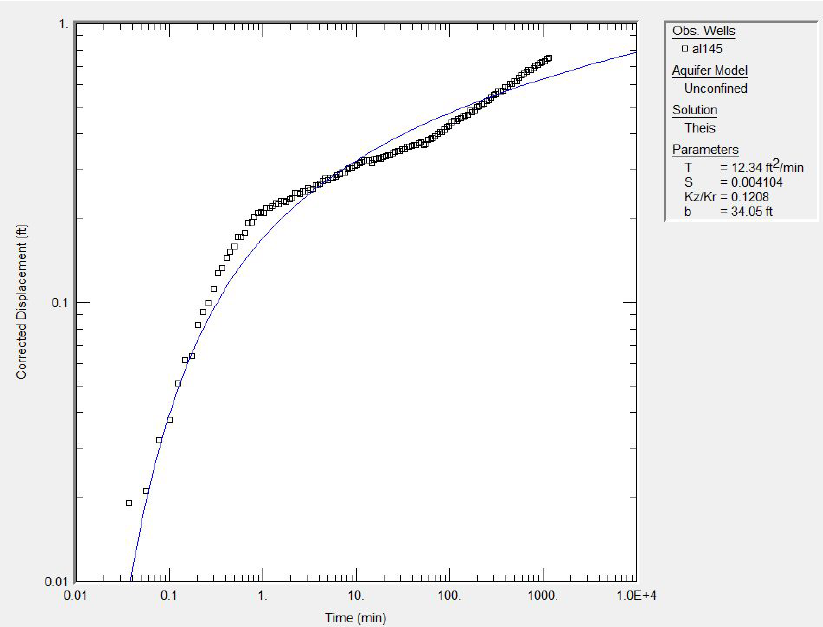 1.
0.1
0.01
Corrected Displacement (ft)
0.01
0.1
1.
10.
100.
1000.
1.0E+4
Time (min)
Obs. Wells
al145
Aquifer Model
Unconfined
Solution
Theis
Parameters
T = 12.34 ft2/min
S = 0.004104
Kz/Kr = 0.1208
b = 34.05 ft